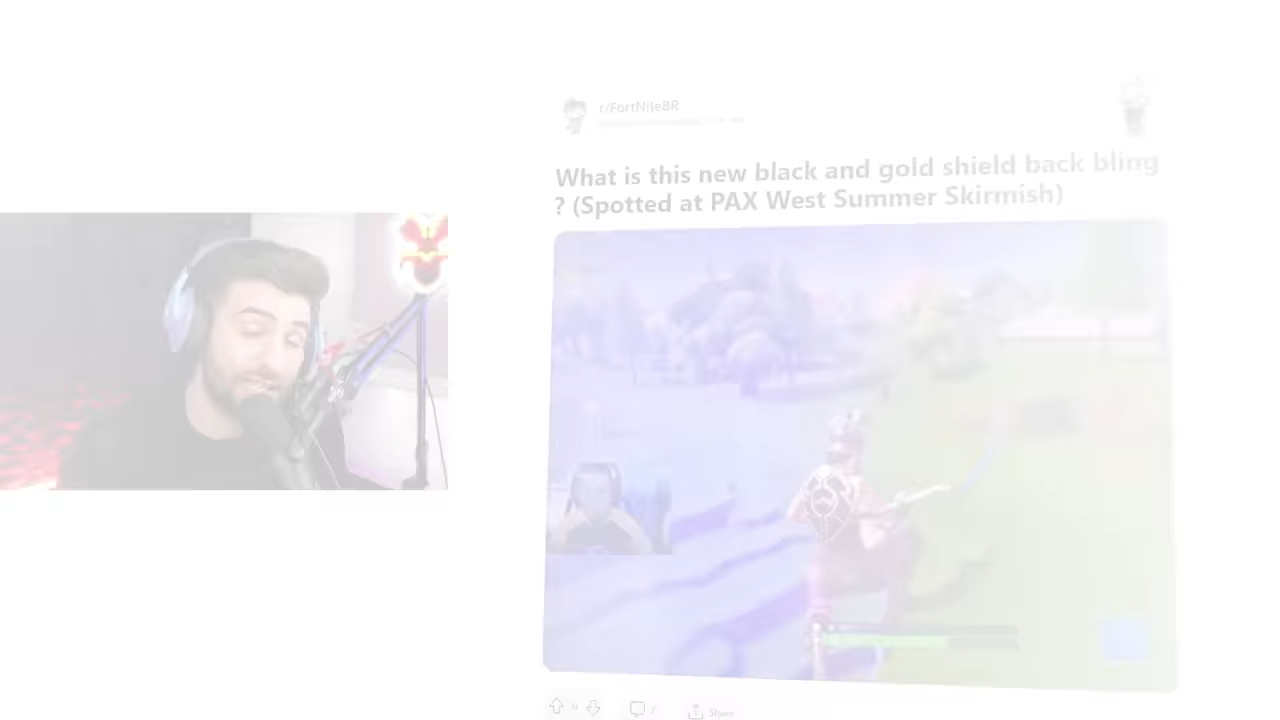 r/FortNiteBR
What is this new black and gold shield back bling
? (Spotted at PAX West Summer Skirmish)
Share